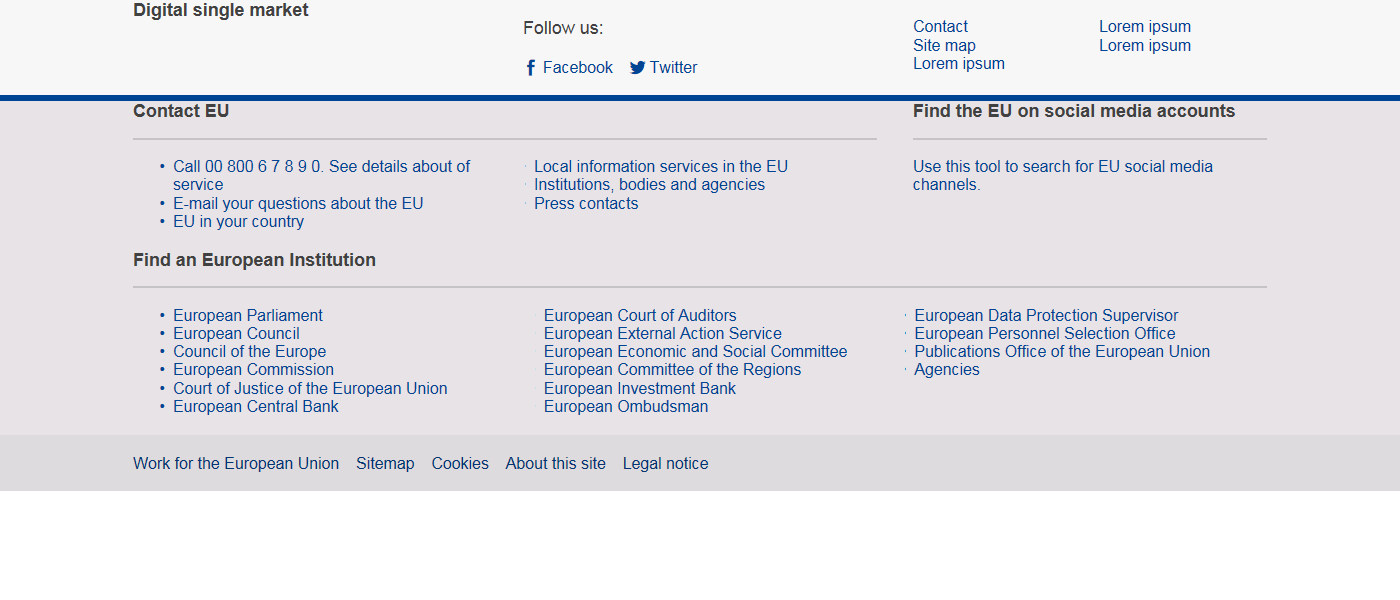 Digital single market
Follow us:
Facebook Twitter
Contact
Site map
Lorem ipsum
Lorem ipsum
Lorem ipsum
Contact EU
• Call 00 800 6 7 8 9 0. See details about of
service
• E-mail your questions about the EU
• EU in your country
Local information services in the EU
Institutions, bodies and agencies
Press contacts
Find the EU on social media accounts
Use this tool to search for EU social media
channels.
Find an European Institution
• European Parliament
• European Council
• Council of the Europe
• European Commission
• Court of Justice of the European Union
• European Central Bank
European Court of Auditors
European External Action Service
European Economic and Social Committee
European Committee of the Regions
European Investment Bank
European Ombudsman
European Data Protection Supervisor
European Personnel Selection Office
Publications Office of the European Union
Agencies
Work for the European Union Sitemap Cookies About this site Legal notice